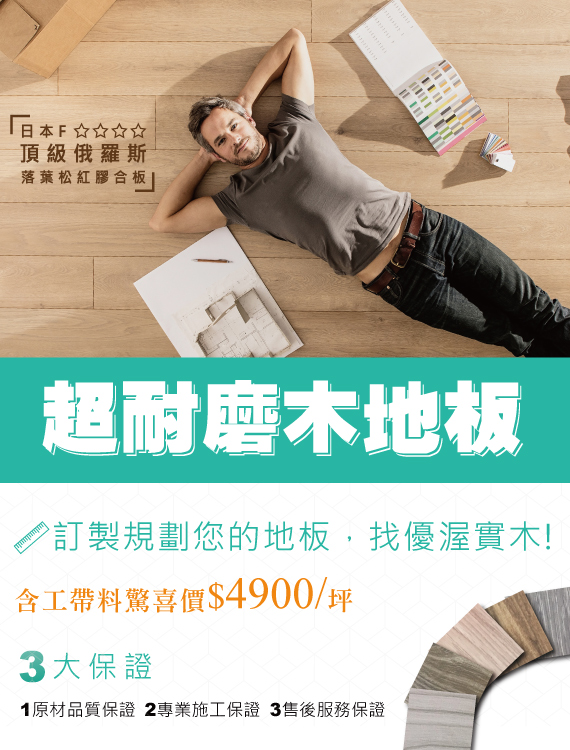 「日本F☆☆☆☆
頂級俄羅斯
落葉松紅膠合板」
超耐磨木地板
訂製規劃您的地板，找優渥實木!
含工帶料驚喜價$4900/坪
3大保證
1原材品質保證 2專業施工保證 3售後服務保證